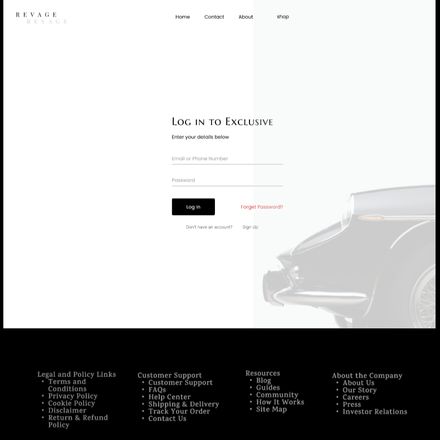 REVAGE
REVAGE
Home Contact About shop
Log in to Exclusive
Enter your details below
Email or Phone Number
Password
Log In Forget Password?
Don't have an account? Sign Up
Legal and Policy Links
• Terms and
Conditions
• Privacy Policy
• Cookie Policy
• Disclaimer
• Return & Refund
Policy
Customer Support
• Customer Support
• FAQs
• Help Center
• Shipping & Delivery
• Track Your Order
• Contact Us
Resources
• Blog
• Guides
• Community
• How It Works
• Site Map
About the Company
• About Us
• Our Story
• Careers
• Press
• Investor Relations